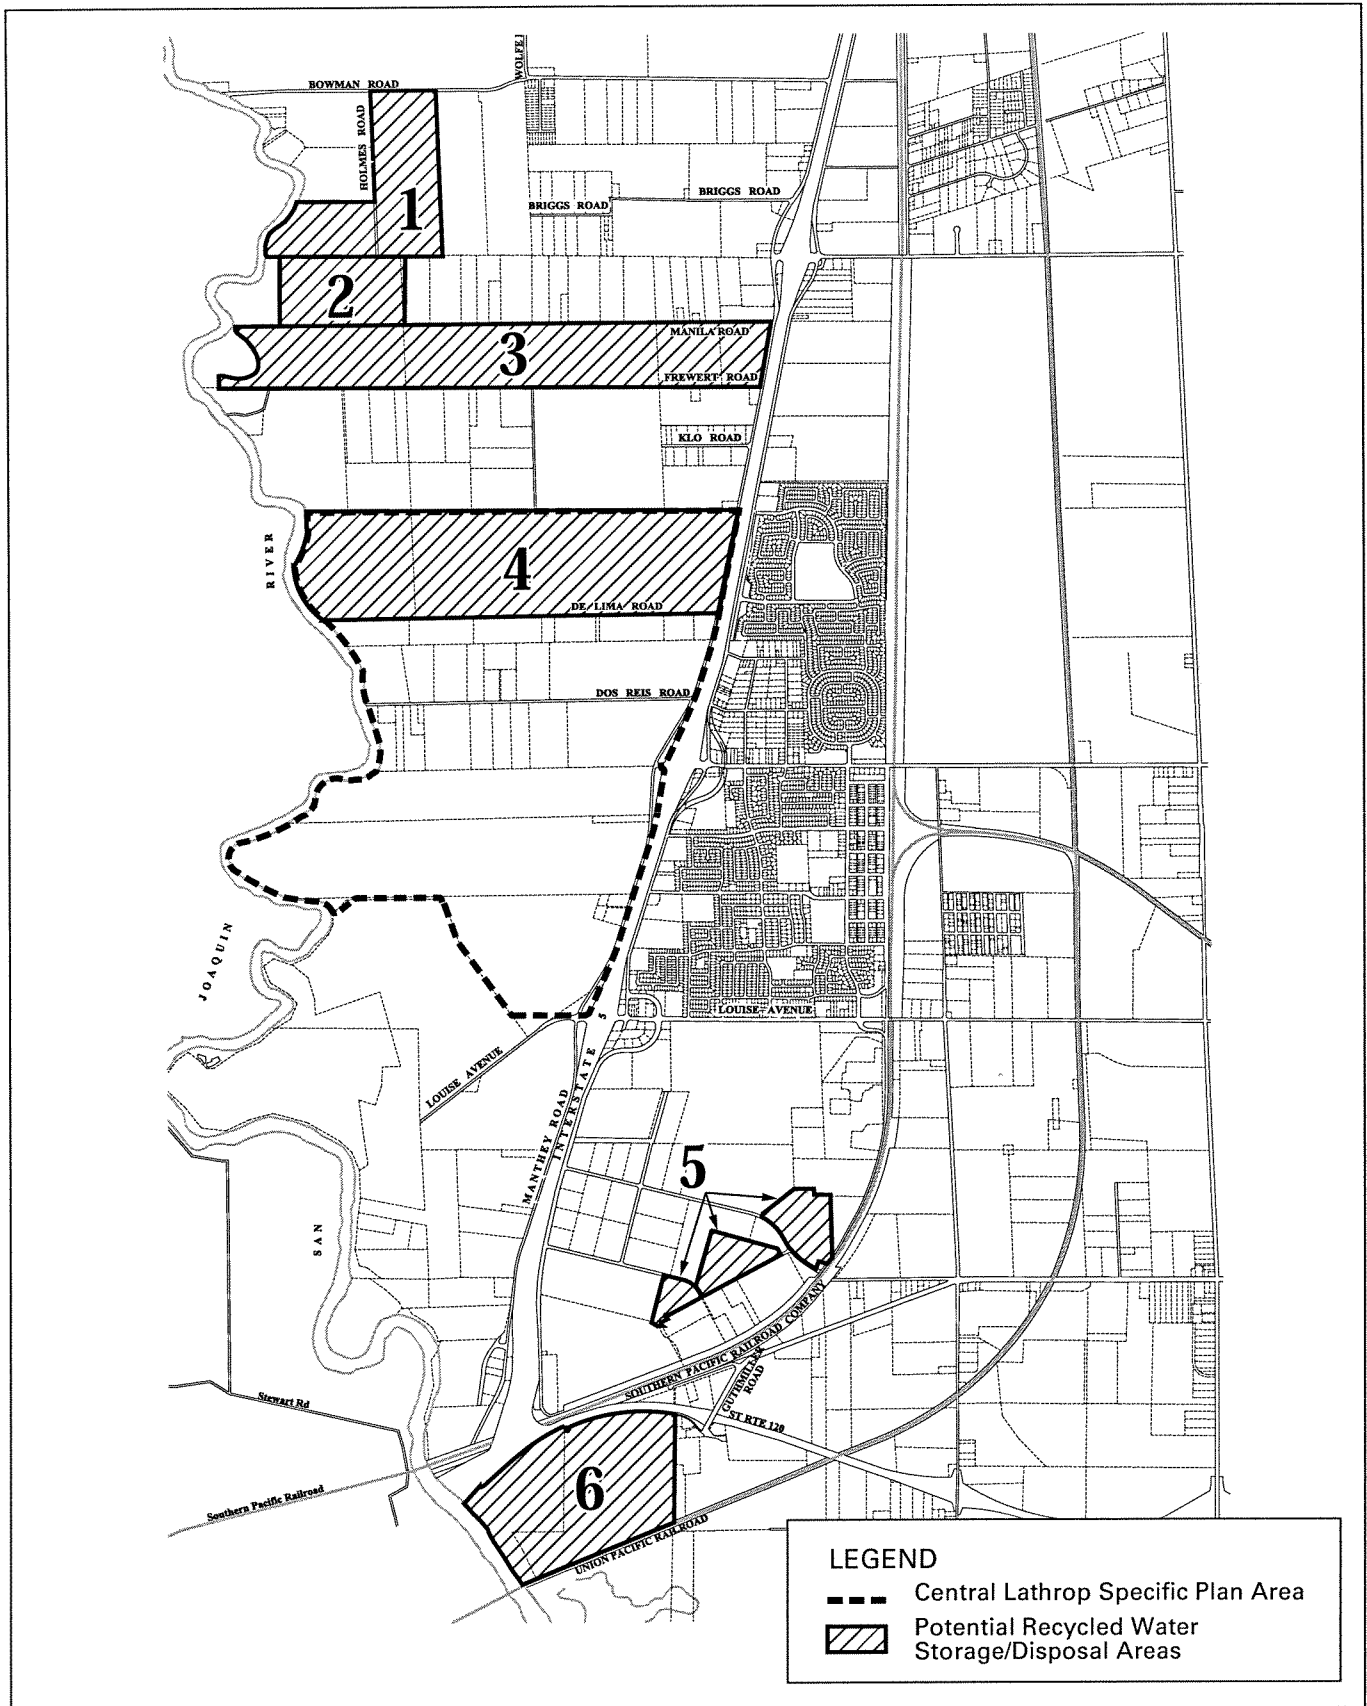 WOLFE
BOWMAN ROAD
HOLMES ROAD
1
BRIGGS ROAD
BRIGGS ROAD
2
MANILA ROAD
3
FREWERT ROAD
KLO ROAD
RIVER
4
DE LIMA ROAD
DOS REIS ROAD
JOAQUIN
LOUISE AVENUE
5
LOUISE AVENUE
MANTHEY ROAD
INTERSTATE
5
SAN
SOUTHERN PACIFIC RAILROAD COMPANY
GUTHMILLER
ROAD
Stewart Rd
ST RTE 120
6
Southern Pacific Railroad
UNION PACIFIC RAILROAD
LEGEND
Central Lathrop Specific Plan Area
Potential Recycled Water
Storage/Disposal Areas